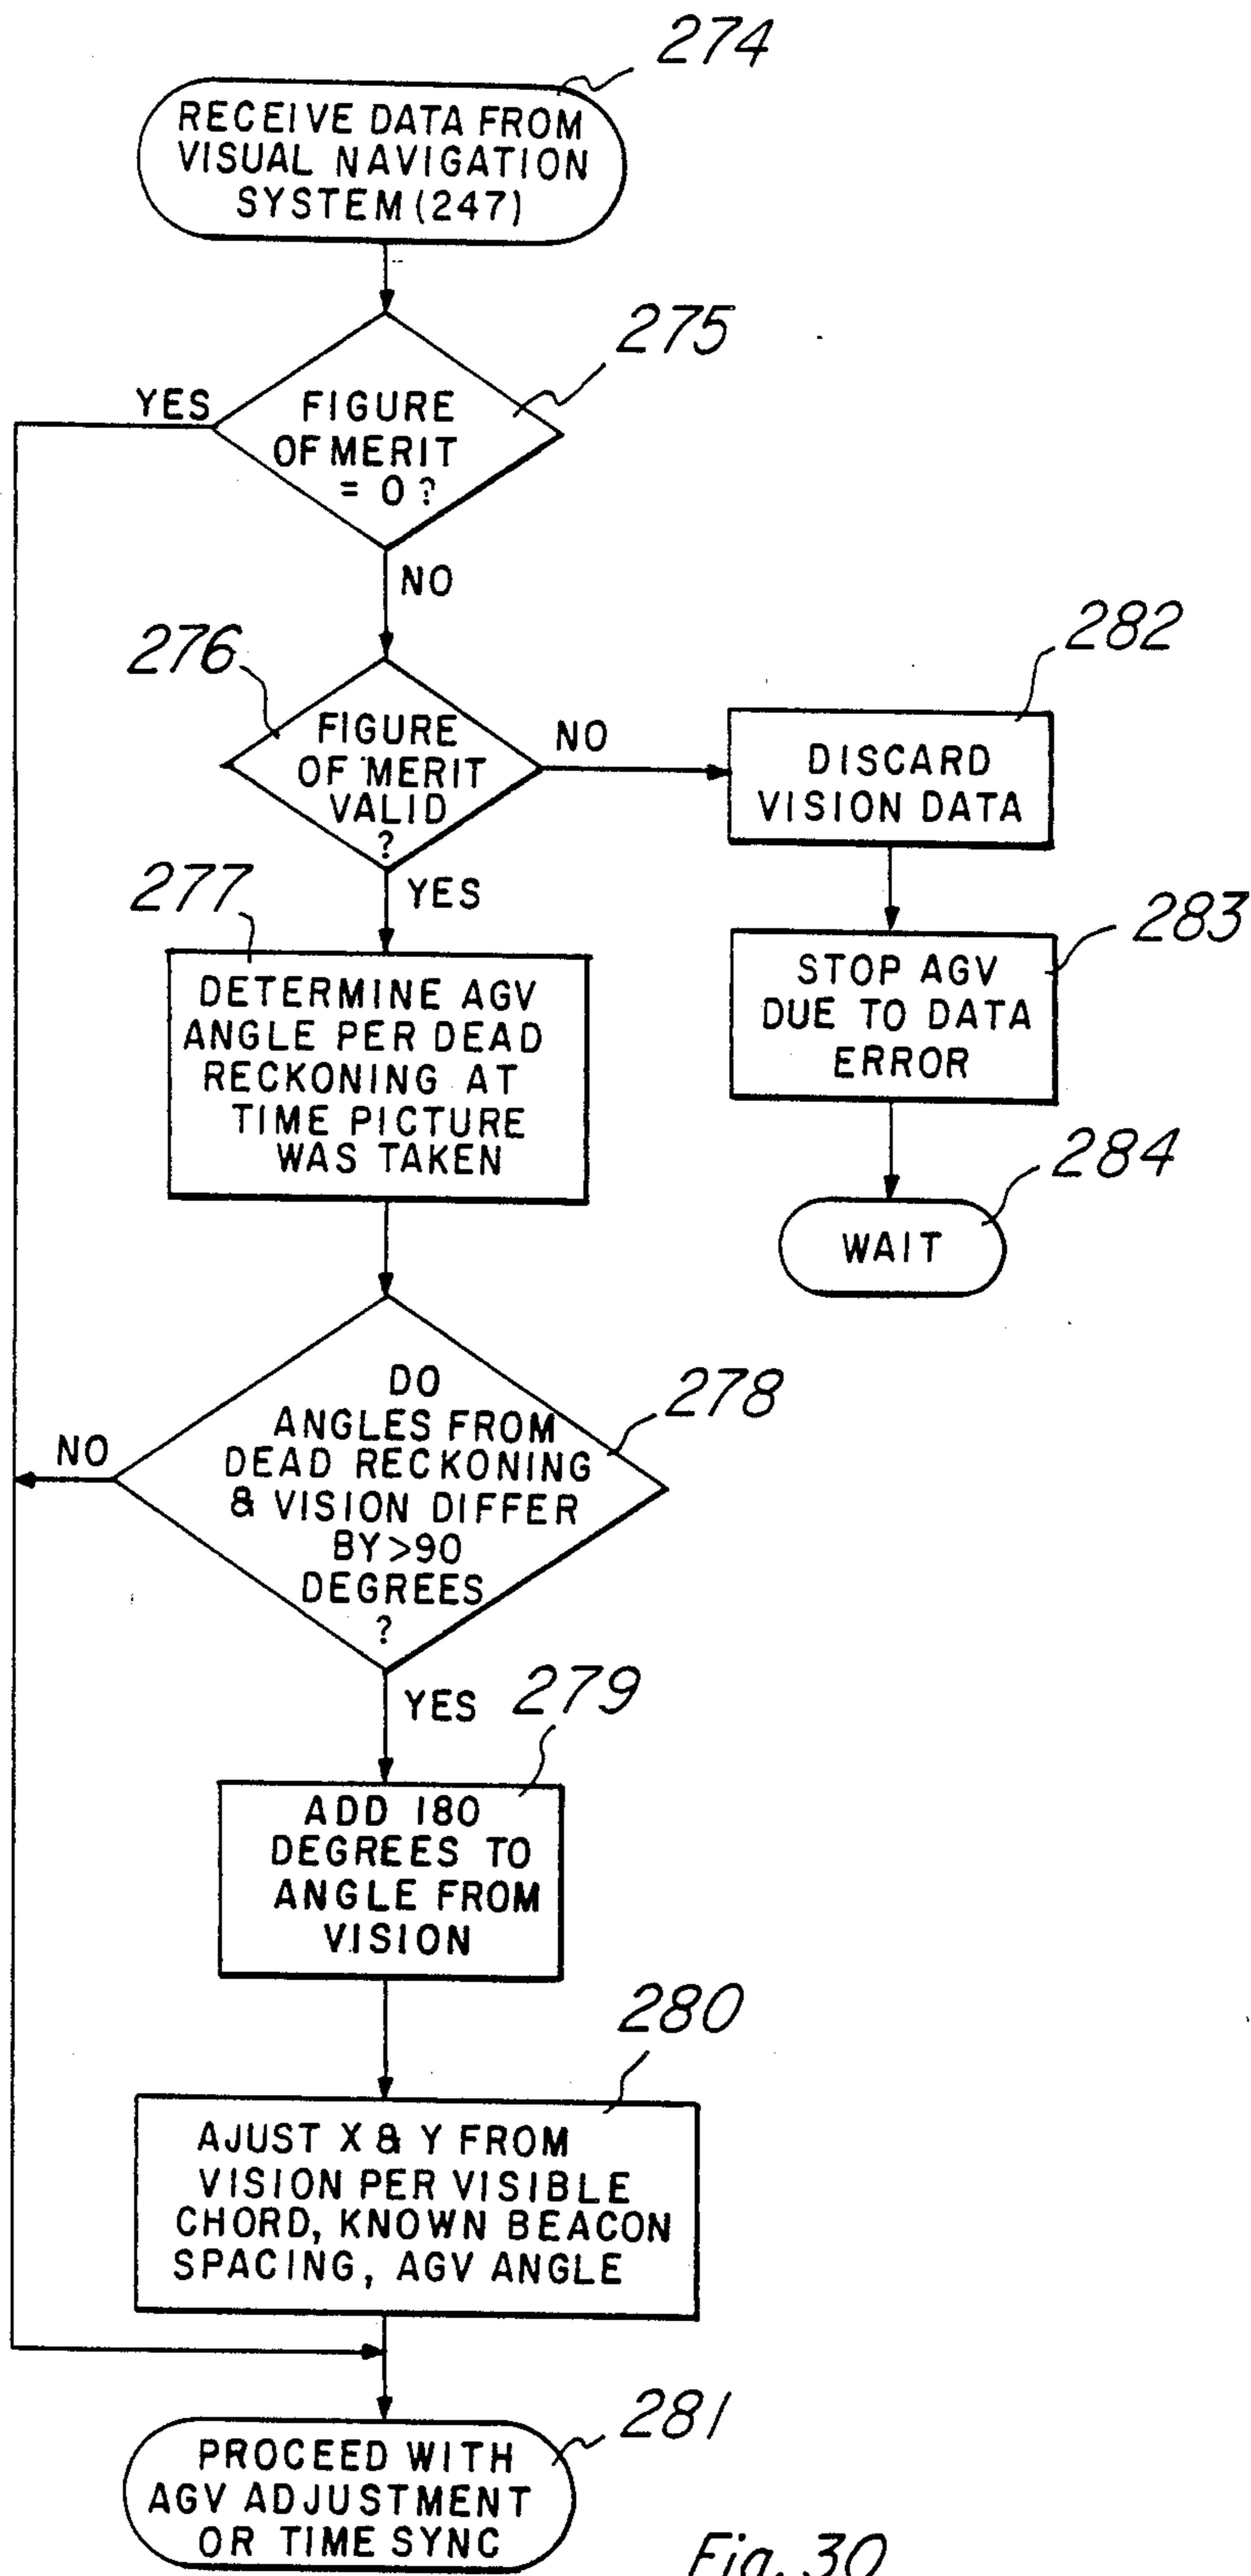 274
RECEIVE DATA FROM
VISUAL NAVIGATION
SYSTEM (247)
275
YES
FIGURE
OF MERIT
= 0 ?
NO
276
FIGURE
OF MERIT
VALID
?
NO
282
DISCARD
VISION DATA
YES
277
DETERMINE AGV
ANGLE PER DEAD
RECKONING AT
TIME PICTURE
WAS TAKEN
283
STOP AGV
DUE TO DATA
ERROR
284
WAIT
278
NO
DO
ANGLES FROM
DEAD RECKONING
& VISION DIFFER
BY >90
DEGREES
?
YES
279
ADD 180
DEGREES TO
ANGLE FROM
VISION
280
AJUST X & Y FROM
VISION PER VISIBLE
CHORD, KNOWN BEACON
SPACING, AGV ANGLE
281
PROCEED WITH
AGV ADJUSTMENT
OR TIME SYNC
Fig. 30